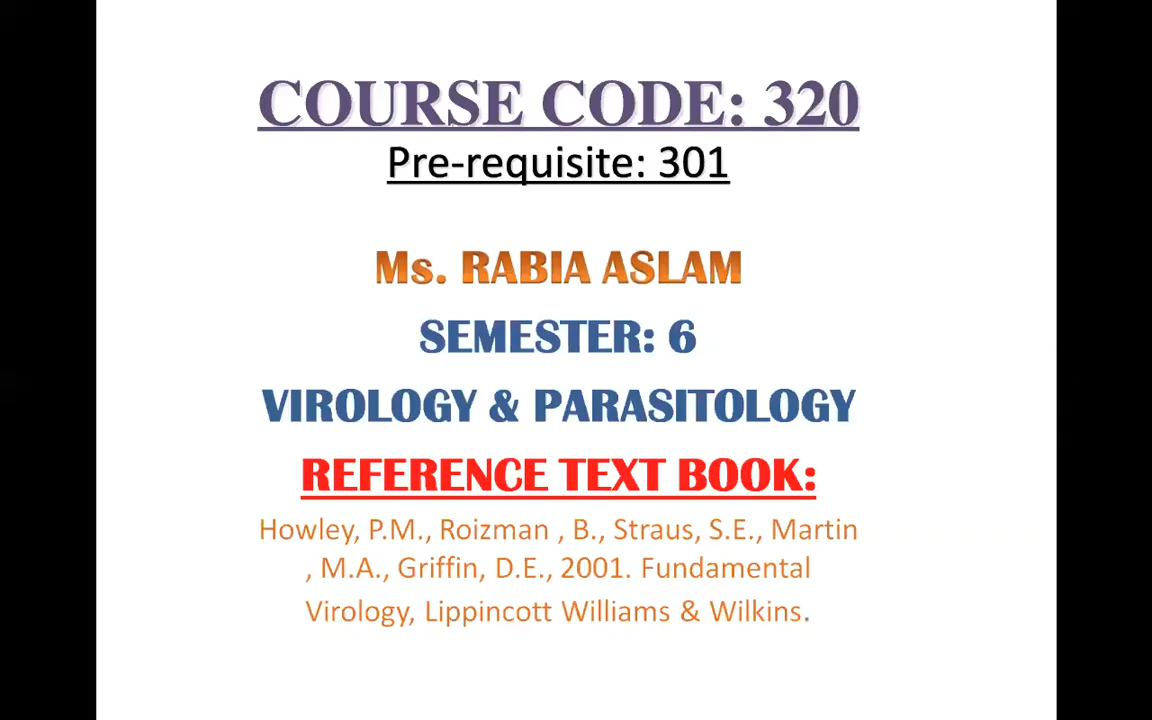 COURSE CODE: 320
Pre-requisite: 301
Ms. RABIA ASLAM
SEMESTER: 6
VIROLOGY & PARASITOLOGY
REFERENCE TEXT BOOK:
Howley, P.M., Roizman , B., Straus, S.E., Martin
, M.A., Griffin, D.E., 2001. Fundamental
Virology, Lippincott Williams & Wilkins.